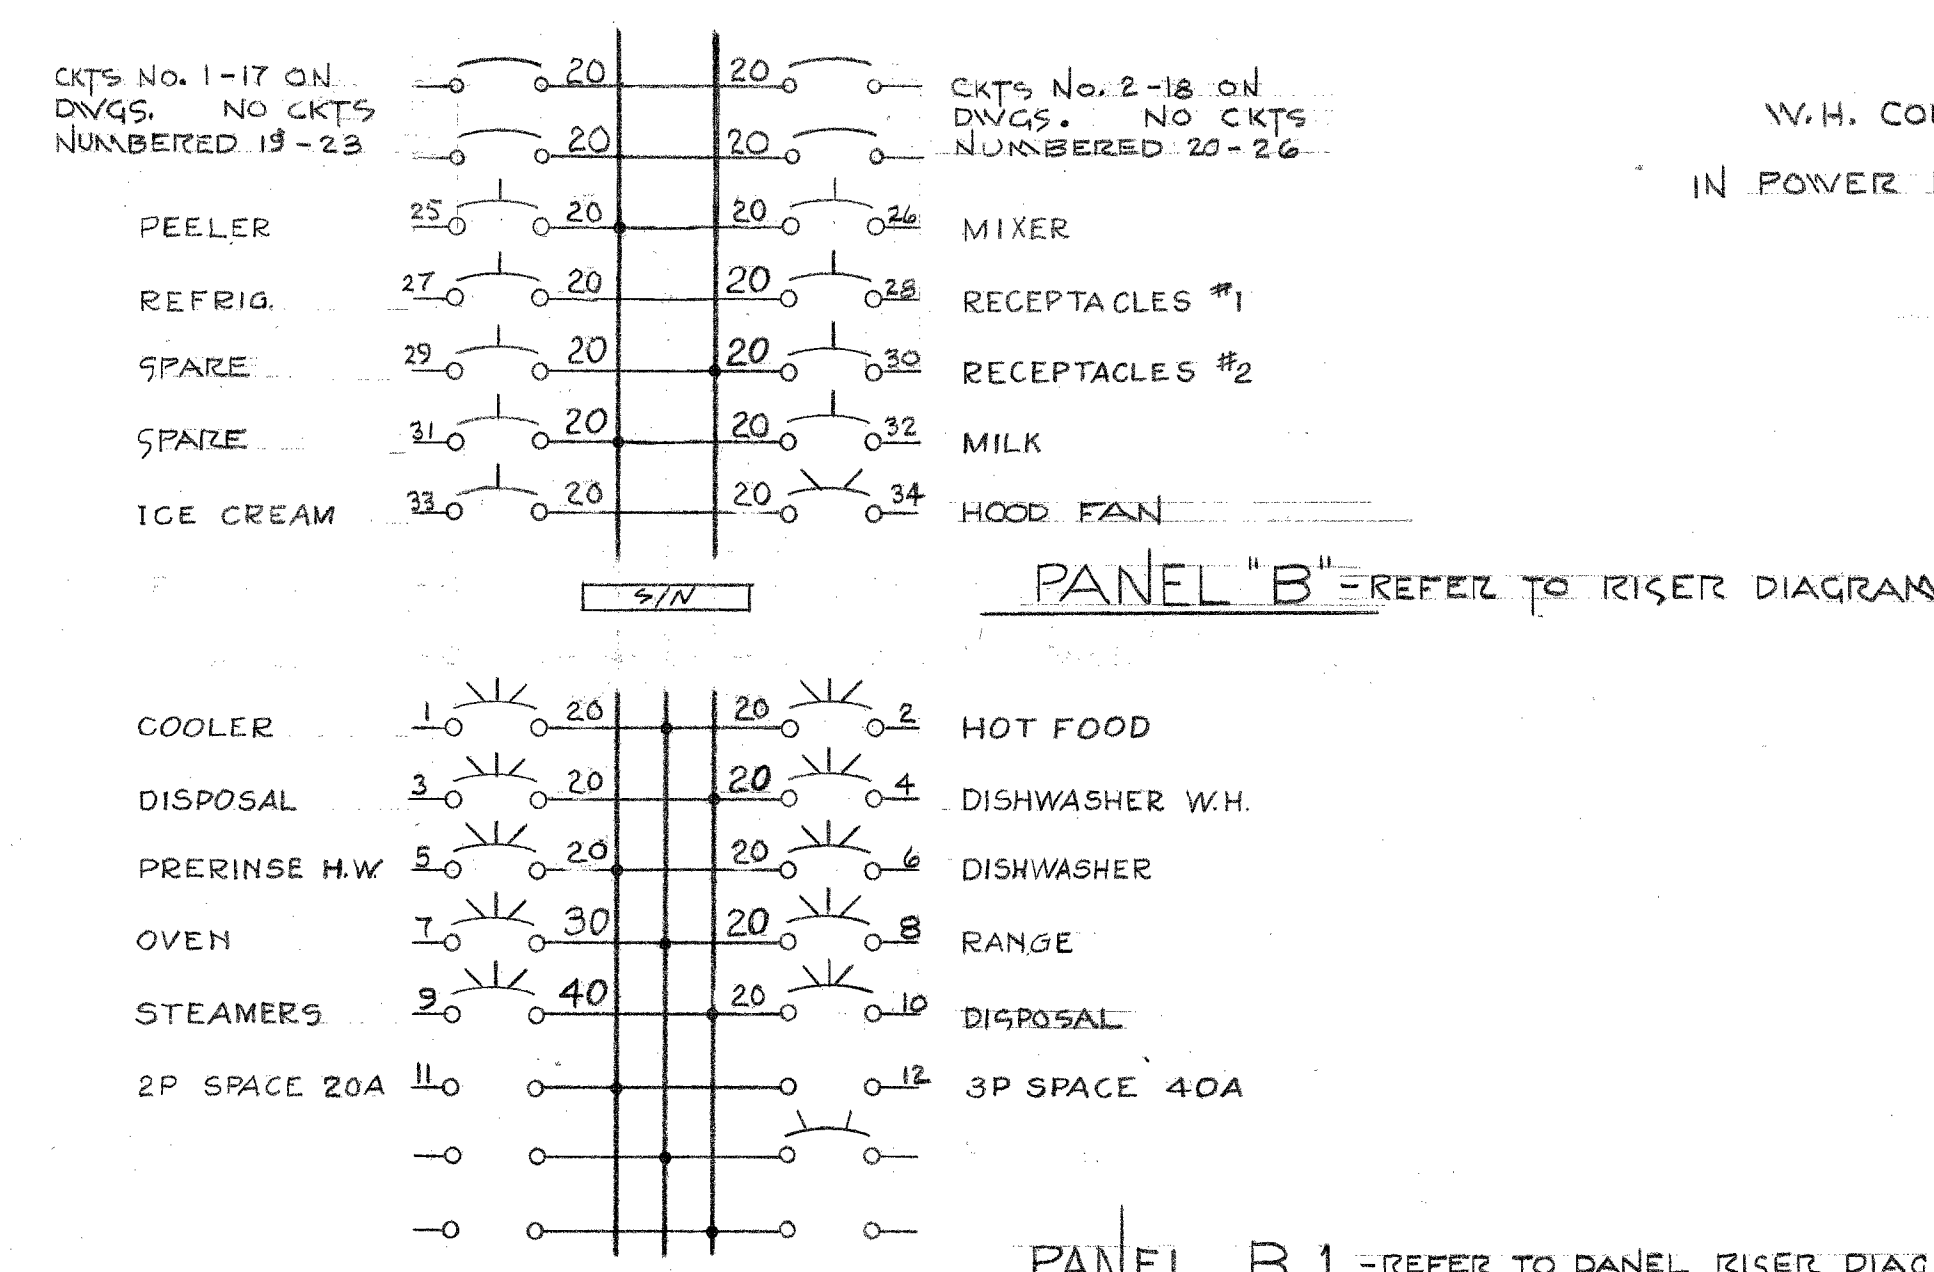 CKTS No. 1-17 ON 20 20 CKTS No. 2-18 ON
DWGS. NO CKTS DWGS. NO CKTS
NUMBERED 19-23 20 20 NUMBERED 20-26
W.H.
IN POWER
PEELER 25 20 20 26 MIXER
REFRIG. 27 20 20 28 RECEPTACLES #1
SPARE 29 20 20 30 RECEPTACLES #2
SPARE 31 20 20 32 MILK
ICE CREAM 33 20 20 34 HOOD FAN
S/N
PANEL "B" - REFER TO RISER DIAGRAM
COOLER 1 20 20 2 HOT FOOD
DISPOSAL 3 20 20 4 DISHWASHER W.H.
PRERINSE H.W. 5 20 20 6 DISHWASHER
OVEN 7 30 20 8 RANGE
STEAMERS 9 40 20 10 DISPOSAL
2P SPACE 20A 11 12 3P SPACE 40A
PANEL B1 - REFER TO PANEL RISER DIAG